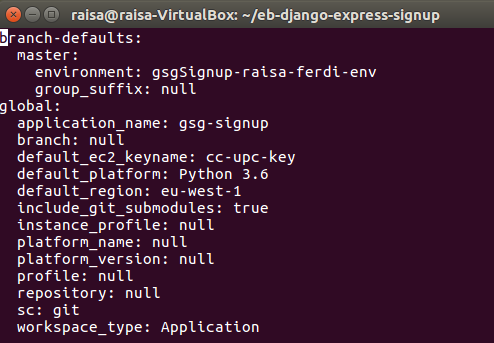 raisa@raisa-VirtualBox: ~/eb-django-express-signup
branch-defaults:
  master:
    environment: gsgSignup-raisa-ferdi-env
    group_suffix: null
global:
  application_name: gsg-signup
  branch: null
  default_ec2_keyname: cc-upc-key
  default_platform: Python 3.6
  default_region: eu-west-1
  include_git_submodules: true
  instance_profile: null
  platform_name: null
  platform_version: null
  profile: null
  repository: null
  sc: git
  workspace_type: Application